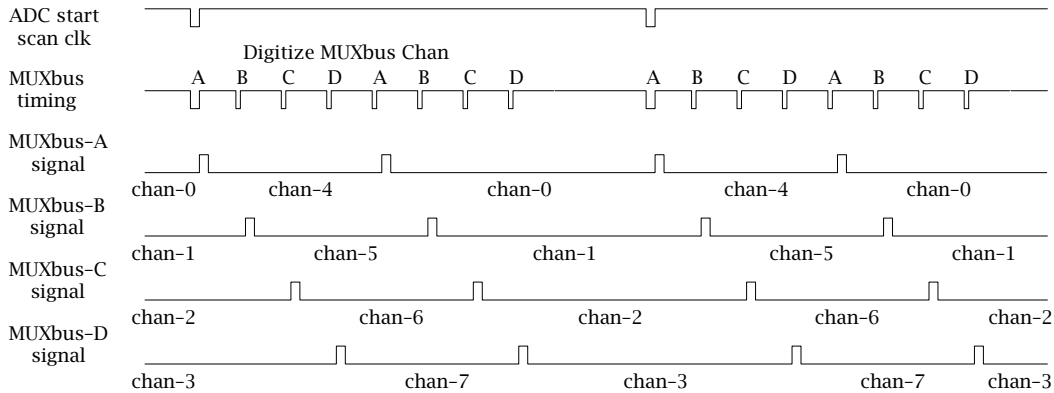 ADC start
scan clk
Digitize MUXbus Chan
MUXbus
timing
A B C D A B C D A B C D A B C D
MUXbus-A
signal
chan-0 chan-4 chan-0 chan-4 chan-0
MUXbus-B
signal
chan-1 chan-5 chan-1 chan-5 chan-1
MUXbus-C
signal
chan-2 chan-6 chan-2 chan-6 chan-2
MUXbus-D
signal
chan-3 chan-7 chan-3 chan-7 chan-3